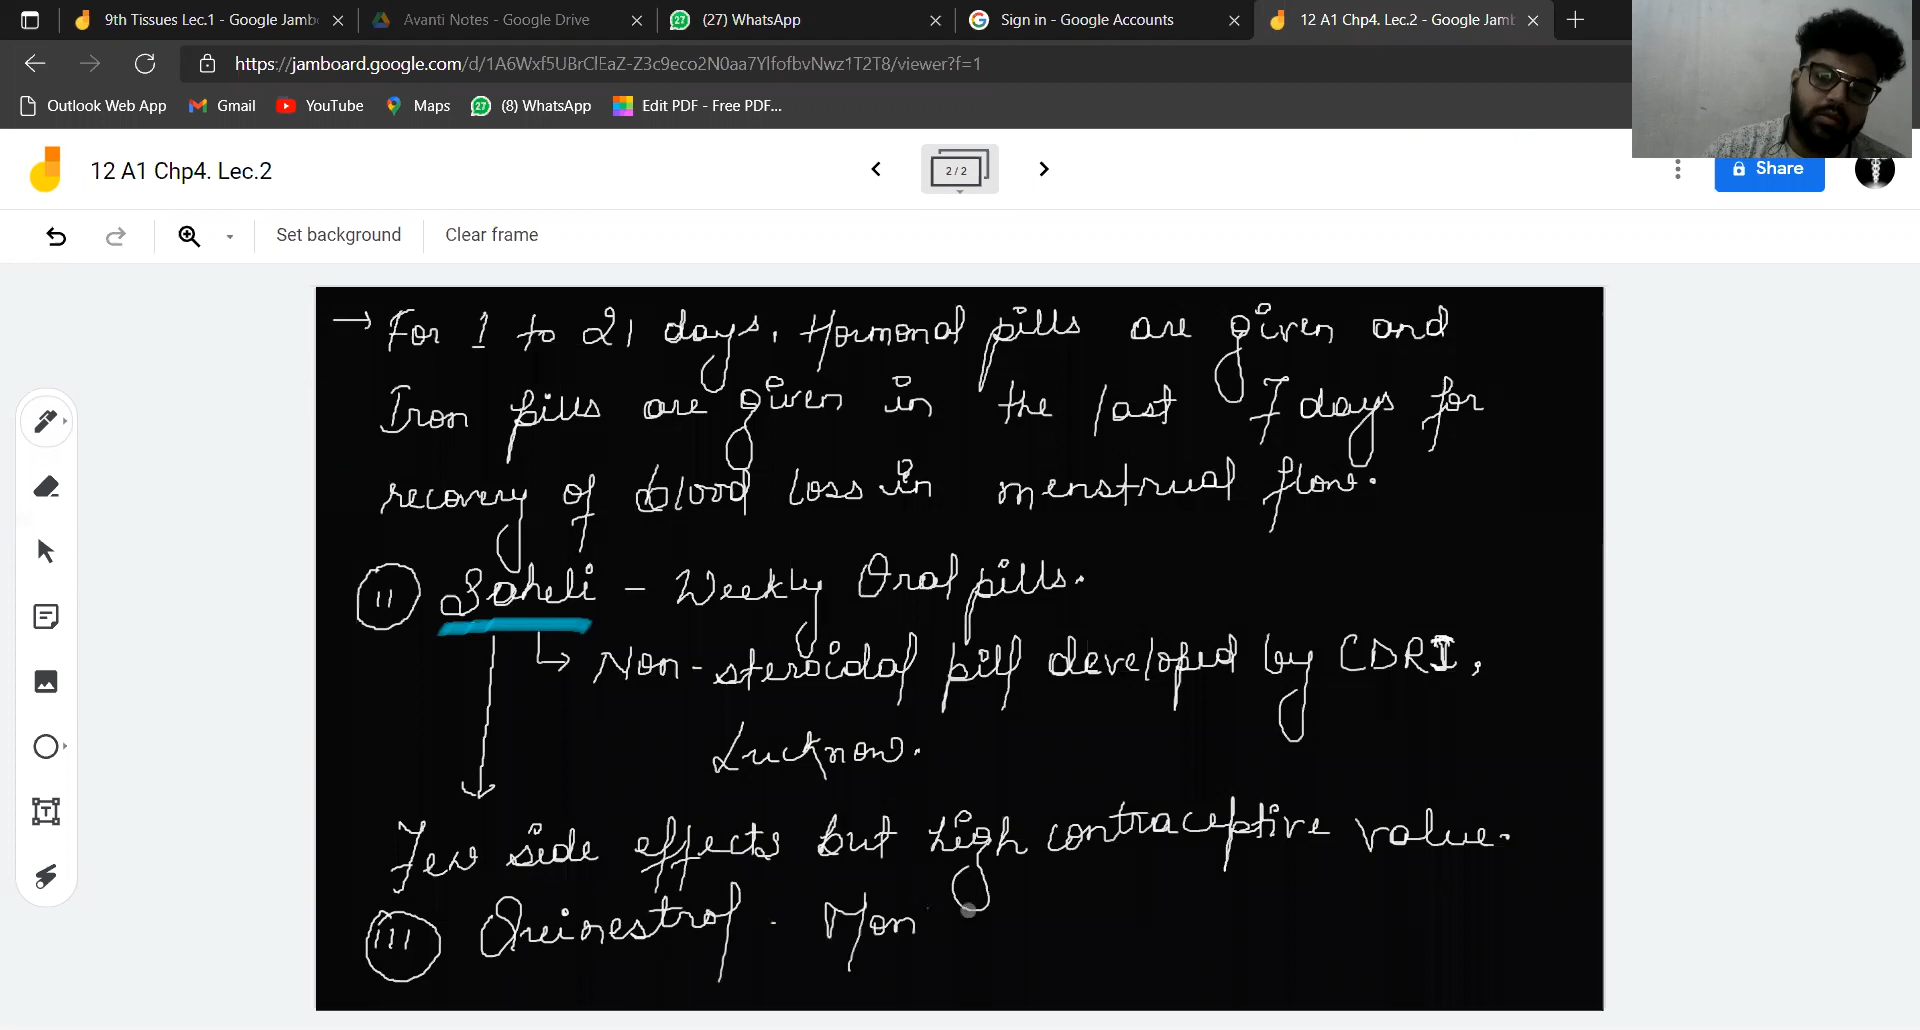 9th Tissues Lec.1 - Google Jamb
Avanti Notes - Google Drive
(27) WhatsApp
Sign in - Google Accounts
12 A1 Chp4. Lec.2 - Google Jamb
https://jamboard.google.com/d/1A6Wxf5UBrClEaZ-Z3c9eco2N0aa7YlfofbvNwz1T2T8/viewer?f=1
Outlook Web App
Gmail
YouTube
Maps
27 (8) WhatsApp
Edit PDF - Free PDF...
12 A1 Chp4. Lec.2
2 / 2
Share
Set background
Clear frame
→ For 1 to 21 days. Hormonal pills are given and
Iron pills are given in the last 7 days for
recovery of blood loss in menstrual flow.
(ii) Saheli - Weekly Oral pills.
↳ Non-steroidal pill developed by CDRI,
Lucknow.
Few side effects but high contraceptive value.
(iii) Quinestrol - Mon